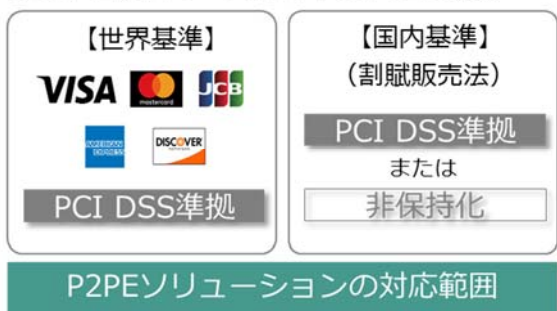 【世界基準】
VISA
mastercard
JCB
AMERICAN
EXPRESS
DISCOVER
PCI DSS準拠
【国内基準】
（割賦販売法）
PCI DSS準拠
または
非保持化
P2PEソリューションの対応範囲